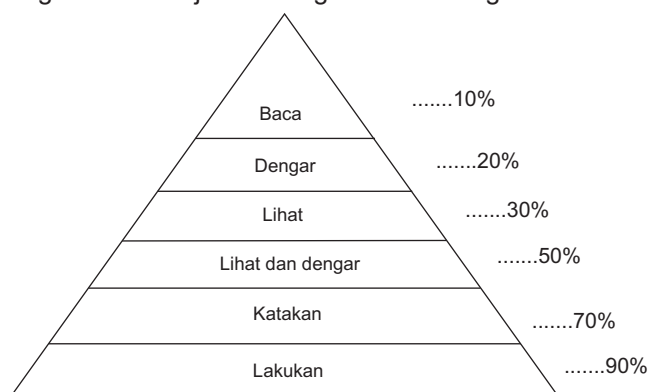 Baca .......10%
Dengar .......20%
Lihat .......30%
Lihat dan dengar .......50%
Katakan .......70%
Lakukan .......90%